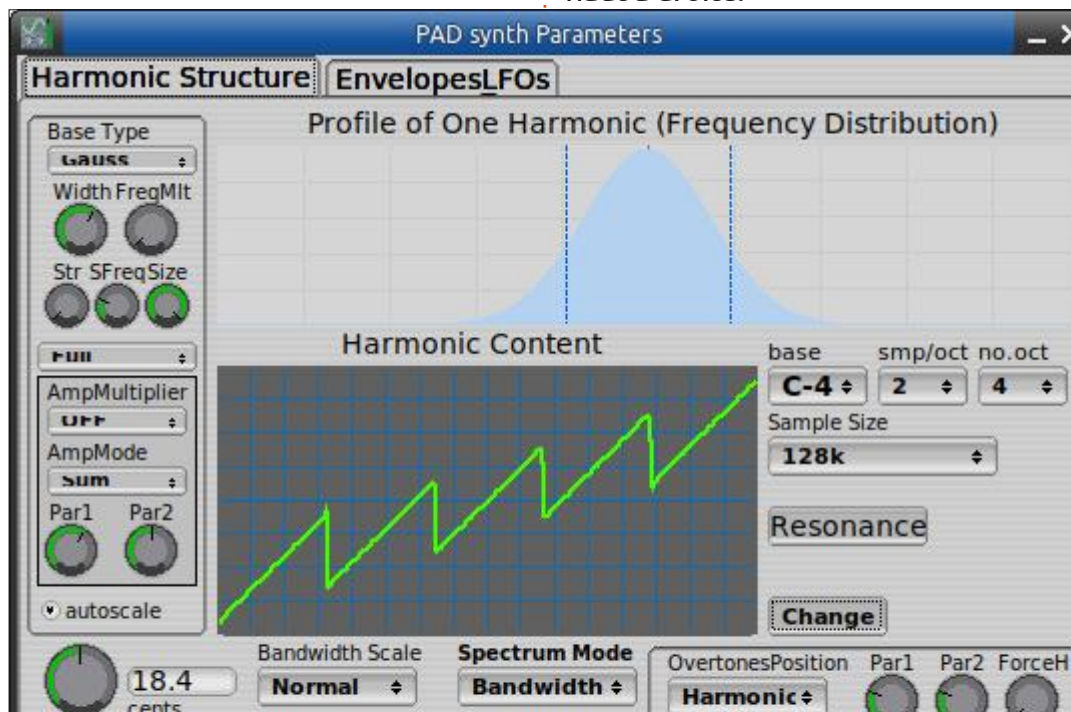 PAD synth Parameters
Harmonic Structure
EnvelopesLFOs
Base Type
Gauss
Width FreqMlt
Str SFreq Size
Full
AmpMultiplier
OFF
AmpMode
Sum
Par1 Par2
autoscale
Profile of One Harmonic (Frequency Distribution)
Harmonic Content
base smp/oct no.oct
C-4 2 4
Sample Size
128k
Resonance
Change
18.4
cents
Bandwidth Scale
Normal
Spectrum Mode
Bandwidth
OvertonesPosition Par1 Par2 ForceH
Harmonic